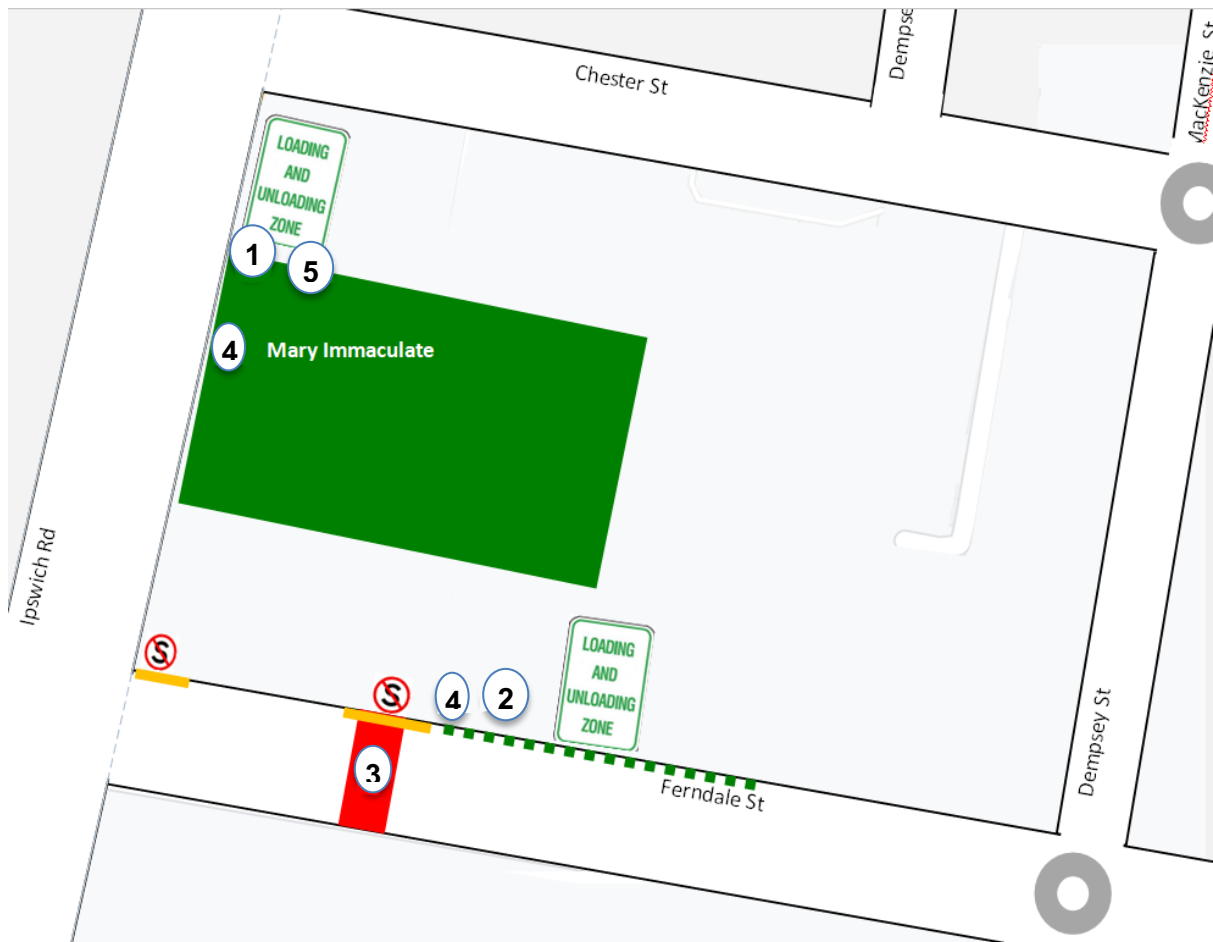 Chester St
Dempse
MacKenzie St
LOADING
AND
UNLOADING
ZONE
1
5
4
Mary Immaculate
Ipswich Rd
S
S
4
2
LOADING
AND
UNLOADING
ZONE
3
Ferndale St
Dempsey St